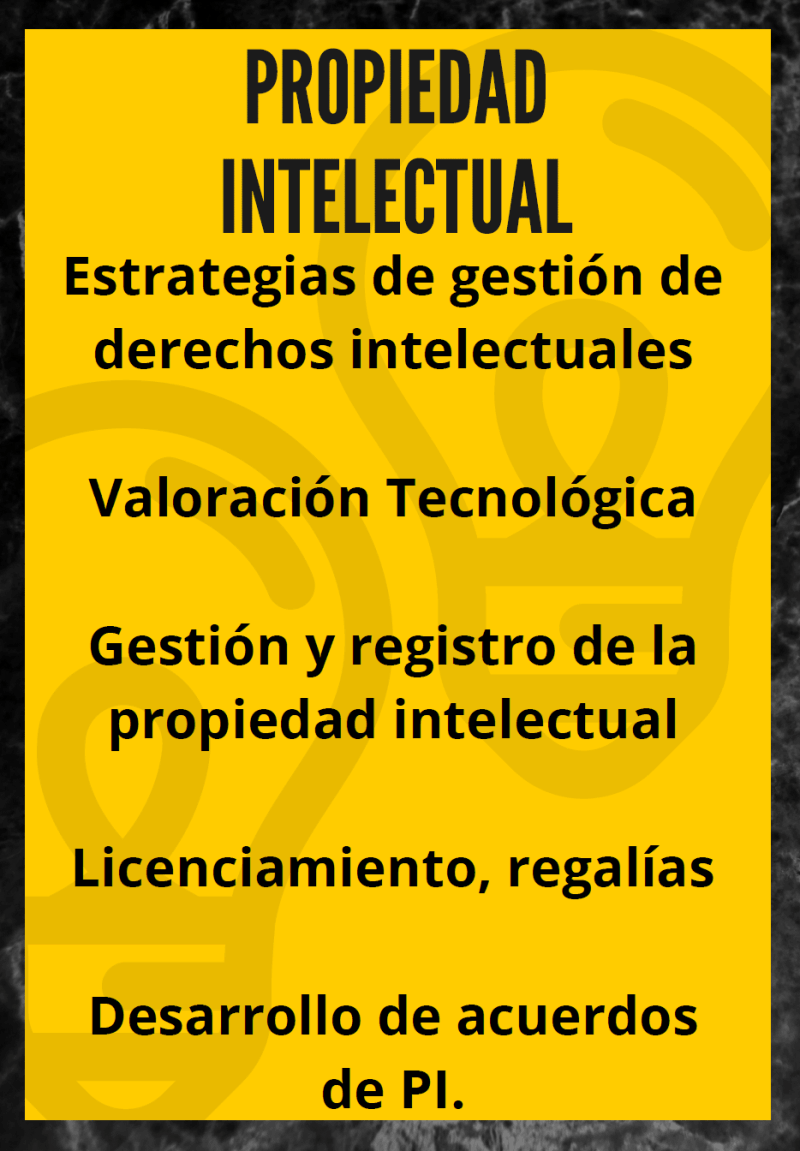 PROPIEDAD
INTELECTUAL
Estrategias de gestión de
derechos intelectuales
Valoración Tecnológica
Gestión y registro de la
propiedad intelectual
Licenciamiento, regalías
Desarrollo de acuerdos
de PI.